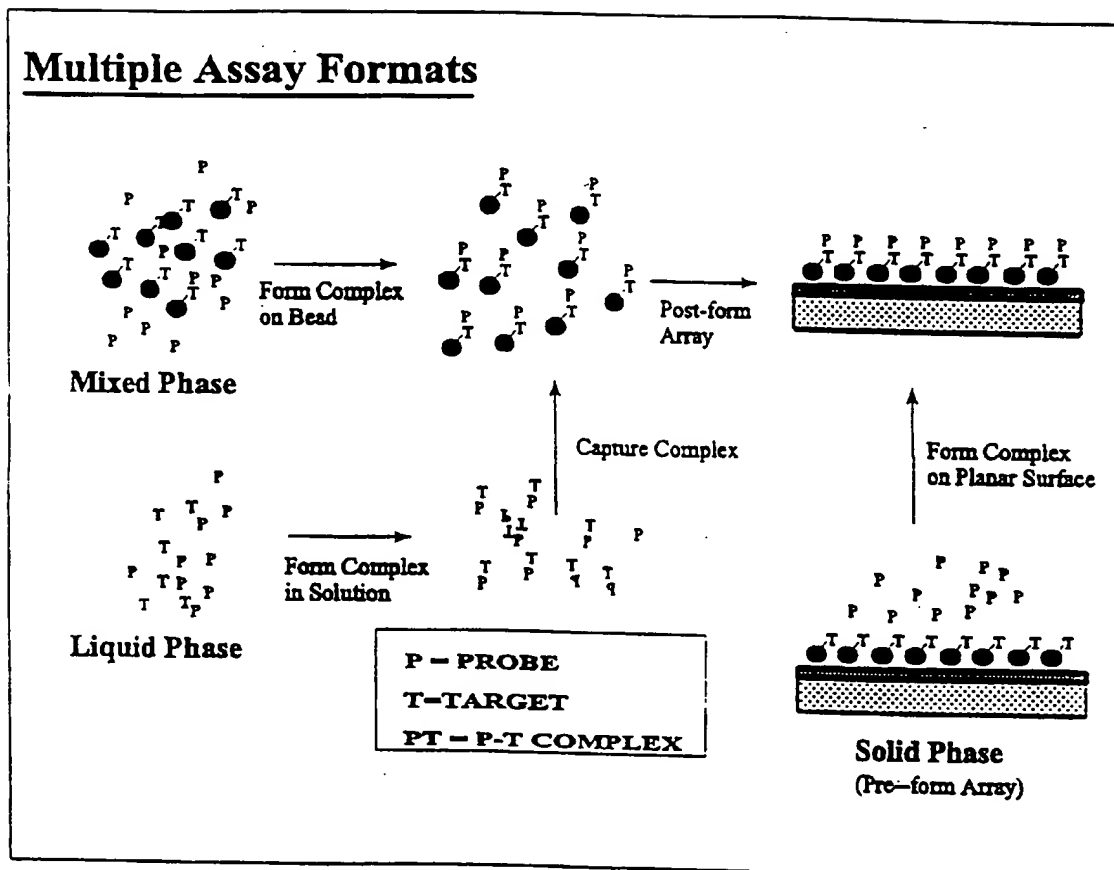 Multiple Assay Formats
P
P
T
T
P
T
T
T
T
P
T
T
P
P
T
T
P
P
P
P
P
P
Form Complex
on Bead
Mixed Phase
P
T
P
T
P
T
P
T
P
T
P
T
P
T
P
T
P
T
P
T
Post-form
Array
P P P P P P P P
T T T T T T T T
Capture Complex
Form Complex
on Planar Surface
P
T T P
P
T
P P
P T P P
T T P
Form Complex
in Solution
Liquid Phase
T
P
T
P
T
P
T
P
P
T
P
T
P
T
P
T
P
P – PROBE
T–TARGET
PT – P-T COMPLEX
P P P
P P P P
P P P P
T T T T T T T T
Solid Phase
(Pre–form Array)